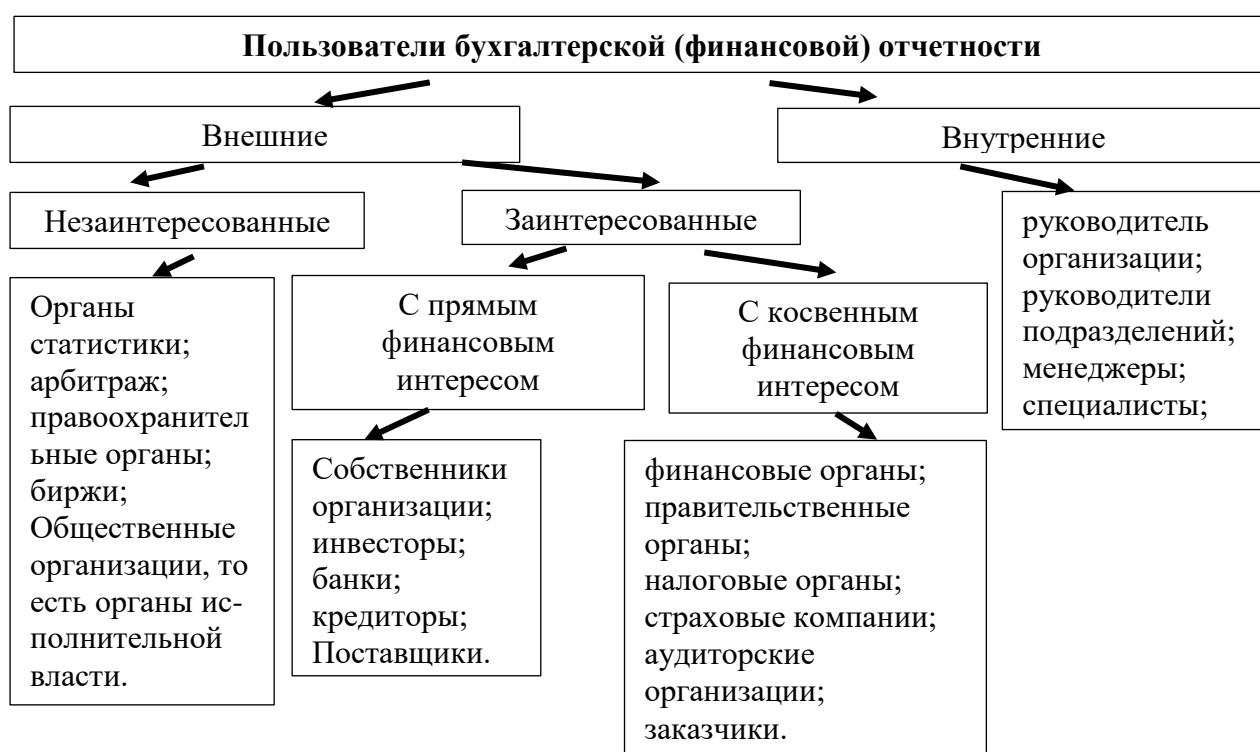 Пользователи бухгалтерской (финансовой) отчетности
Внешние
Внутренние
Незаинтересованные
Заинтересованные
руководитель
организации;
руководители
подразделений;
менеджеры;
специалисты;
Органы
статистики;
арбитраж;
правоохранител
ьные органы;
биржи;
Общественные
организации, то
есть органы ис-
полнительной
власти.
С прямым
финансовым
интересом
С косвенным
финансовым
интересом
Собственники
организации;
инвесторы;
банки;
кредиторы;
Поставщики.
финансовые органы;
правительственные
органы;
налоговые органы;
страховые компании;
аудиторские
организации;
заказчики.